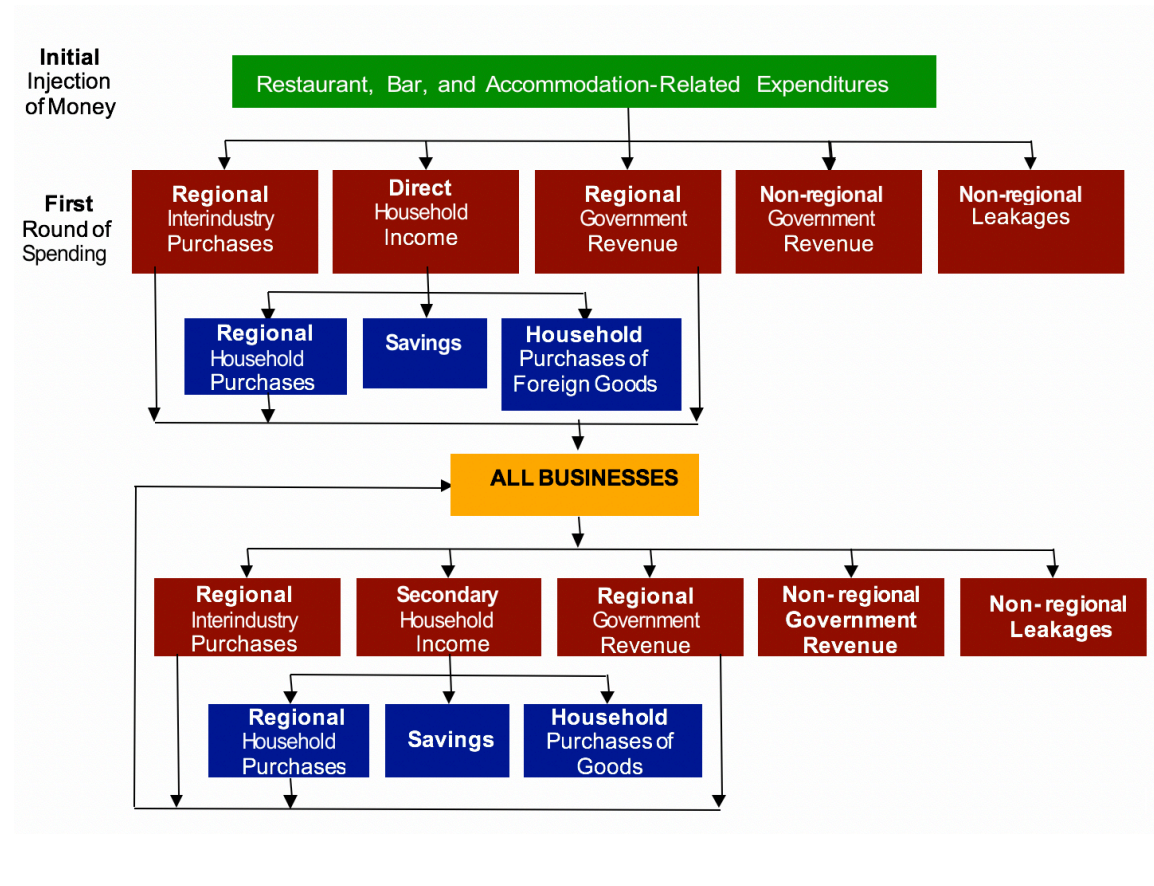 Initial
Injection
of Money
Restaurant, Bar, and Accommodation-Related Expenditures
First
Round of
Spending
Regional
Interindustry
Purchases
Direct
Household
Income
Regional
Government
Revenue
Non-regional
Government
Revenue
Non-regional
Leakages
Regional
Household
Purchases
Savings
Household
Purchases of
Foreign Goods
ALL BUSINESSES
Regional
Interindustry
Purchases
Secondary
Household
Income
Regional
Government
Revenue
Non- regional
Government
Revenue
Non- regional
Leakages
Regional
Household
Purchases
Savings
Household
Purchases of
Goods